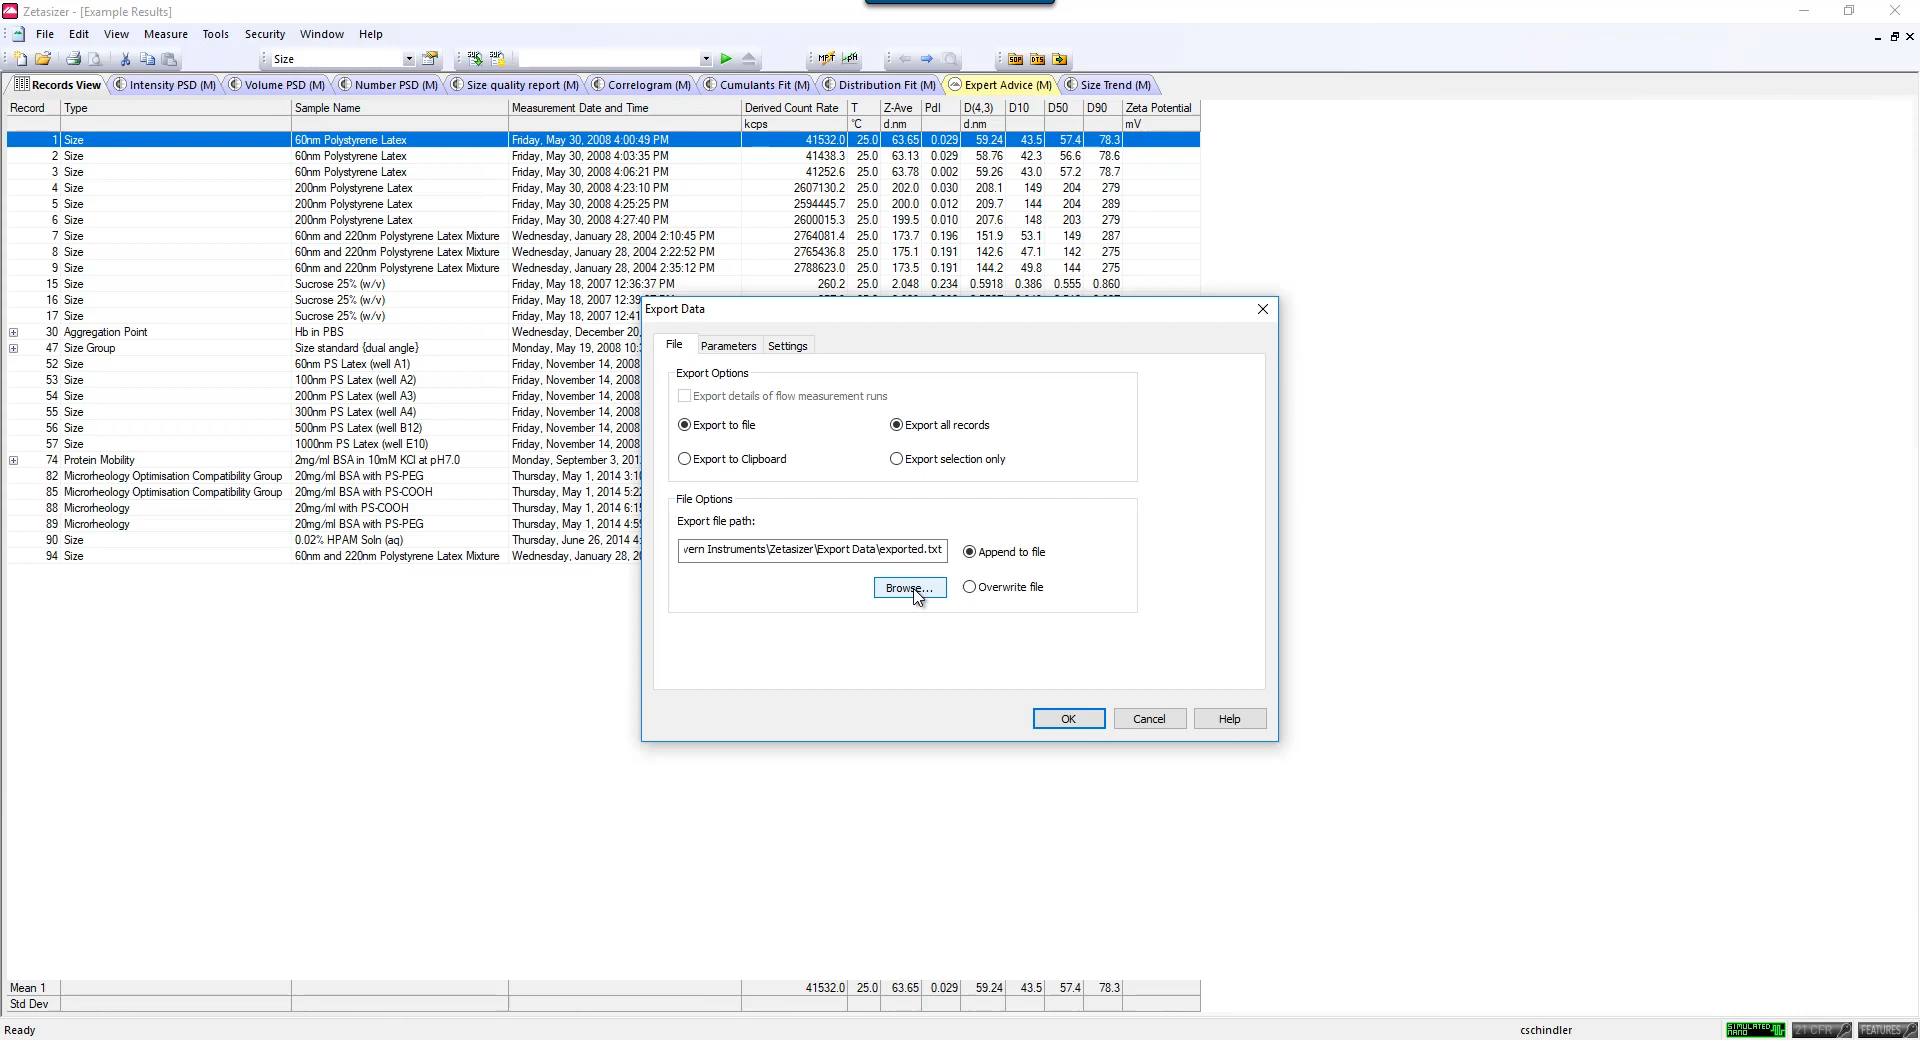 Zetasizer - [Example Results]
File Edit View Measure Tools Security Window Help
Size
Records View Intensity PSD (M) Volume PSD (M) Number PSD (M) Size quality report (M) Correlogram (M) Cumulants Fit (M) Distribution Fit (M) Expert Advice (M) Size Trend (M)
Record Type Sample Name Measurement Date and Time Derived Count Rate T Z-Ave PdI D(4,3) D10 D50 D90 Zeta Potential
kcps °C d.nm d.nm mV
1 Size 60nm Polystyrene Latex Friday, May 30, 2008 4:00:49 PM 41532.0 25.0 63.65 0.029 59.24 43.5 57.4 78.3
2 Size 60nm Polystyrene Latex Friday, May 30, 2008 4:03:35 PM 41438.3 25.0 63.13 0.029 58.76 42.3 56.6 78.6
3 Size 60nm Polystyrene Latex Friday, May 30, 2008 4:06:21 PM 41252.6 25.0 63.78 0.002 59.26 43.0 57.2 78.7
4 Size 200nm Polystyrene Latex Friday, May 30, 2008 4:23:10 PM 2607130.2 25.0 202.0 0.030 208.1 149 204 279
5 Size 200nm Polystyrene Latex Friday, May 30, 2008 4:25:25 PM 2594445.7 25.0 200.0 0.012 209.7 144 204 289
6 Size 200nm Polystyrene Latex Friday, May 30, 2008 4:27:40 PM 2600015.3 25.0 199.5 0.010 207.6 148 203 279
7 Size 60nm and 220nm Polystyrene Latex Mixture Wednesday, January 28, 2004 2:10:45 PM 2764081.4 25.0 173.7 0.196 151.9 53.1 149 287
8 Size 60nm and 220nm Polystyrene Latex Mixture Wednesday, January 28, 2004 2:22:52 PM 2765436.8 25.0 175.1 0.191 142.6 47.1 142 275
9 Size 60nm and 220nm Polystyrene Latex Mixture Wednesday, January 28, 2004 2:35:12 PM 2788623.0 25.0 173.5 0.191 144.2 49.8 144 275
15 Size Sucrose 25% (w/v) Friday, May 18, 2007 12:36:37 PM 260.2 25.0 2.048 0.234 0.5918 0.386 0.555 0.860
16 Size Sucrose 25% (w/v) Friday, May 18, 2007 12:39
17 Size Sucrose 25% (w/v) Friday, May 18, 2007 12:41
30 Aggregation Point Hb in PBS Wednesday, December 20,
47 Size Group Size standard {dual angle} Monday, May 19, 2008 10:
52 Size 60nm PS Latex (well A1) Friday, November 14, 2008
53 Size 100nm PS Latex (well A2) Friday, November 14, 2008
54 Size 200nm PS Latex (well A3) Friday, November 14, 2008
55 Size 300nm PS Latex (well A4) Friday, November 14, 2008
56 Size 500nm PS Latex (well B12) Friday, November 14, 2008
57 Size 1000nm PS Latex (well E10) Friday, November 14, 2008
74 Protein Mobility 2mg/ml BSA in 10mM KCl at pH7.0 Monday, September 3, 201
82 Microrheology Optimisation Compatibility Group 20mg/ml BSA with PS-PEG Thursday, May 1, 2014 3:10
85 Microrheology Optimisation Compatibility Group 20mg/ml BSA with PS-COOH Thursday, May 1, 2014 5:22
88 Microrheology 20mg/ml with PS-COOH Thursday, May 1, 2014 6:15
89 Microrheology 20mg/ml BSA with PS-PEG Thursday, May 1, 2014 4:59
90 Size 0.02% HPAM Soln (aq) Thursday, June 26, 2014 4:
94 Size 60nm and 220nm Polystyrene Latex Mixture Wednesday, January 28, 20
Export Data
File Parameters Settings
Export Options
Export details of flow measurement runs
Export to file Export all records
Export to Clipboard Export selection only
File Options
Export file path:
vern Instruments\Zetasizer\Export Data\exported.txt Append to file
Browse... Overwrite file
OK Cancel Help
Mean 1 41532.0 25.0 63.65 0.029 59.24 43.5 57.4 78.3
Std Dev
Ready cschindler SIMULATED NANO 21 CFR FEATURES